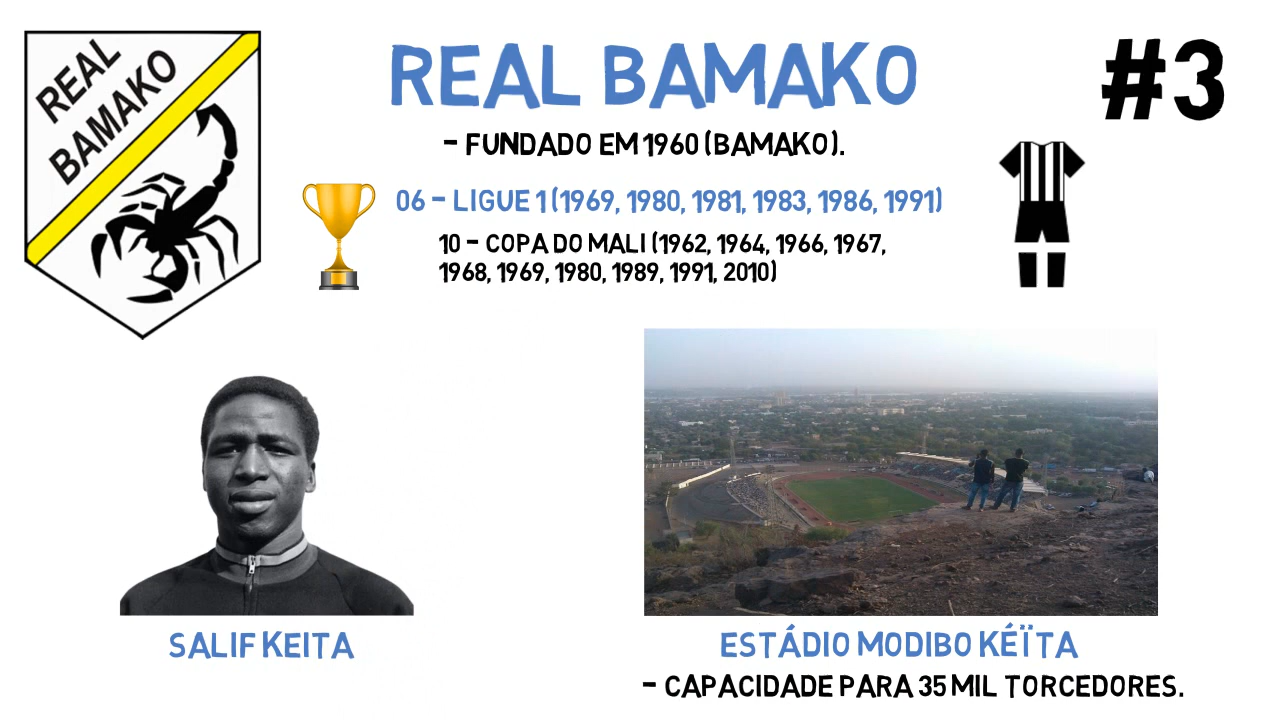 REAL
BAMAKO
REAL BAMAKO
#3
- FUNDADO EM 1960 (BAMAKO).
06 - LIGUE 1 (1969, 1980, 1981, 1983, 1986, 1991)
10 - COPA DO MALI (1962, 1964, 1966, 1967,
1968, 1969, 1980, 1989, 1991, 2010)
SALIF KEITA
ESTÁDIO MODIBO KÉÏTA
- CAPACIDADE PARA 35 MIL TORCEDORES.